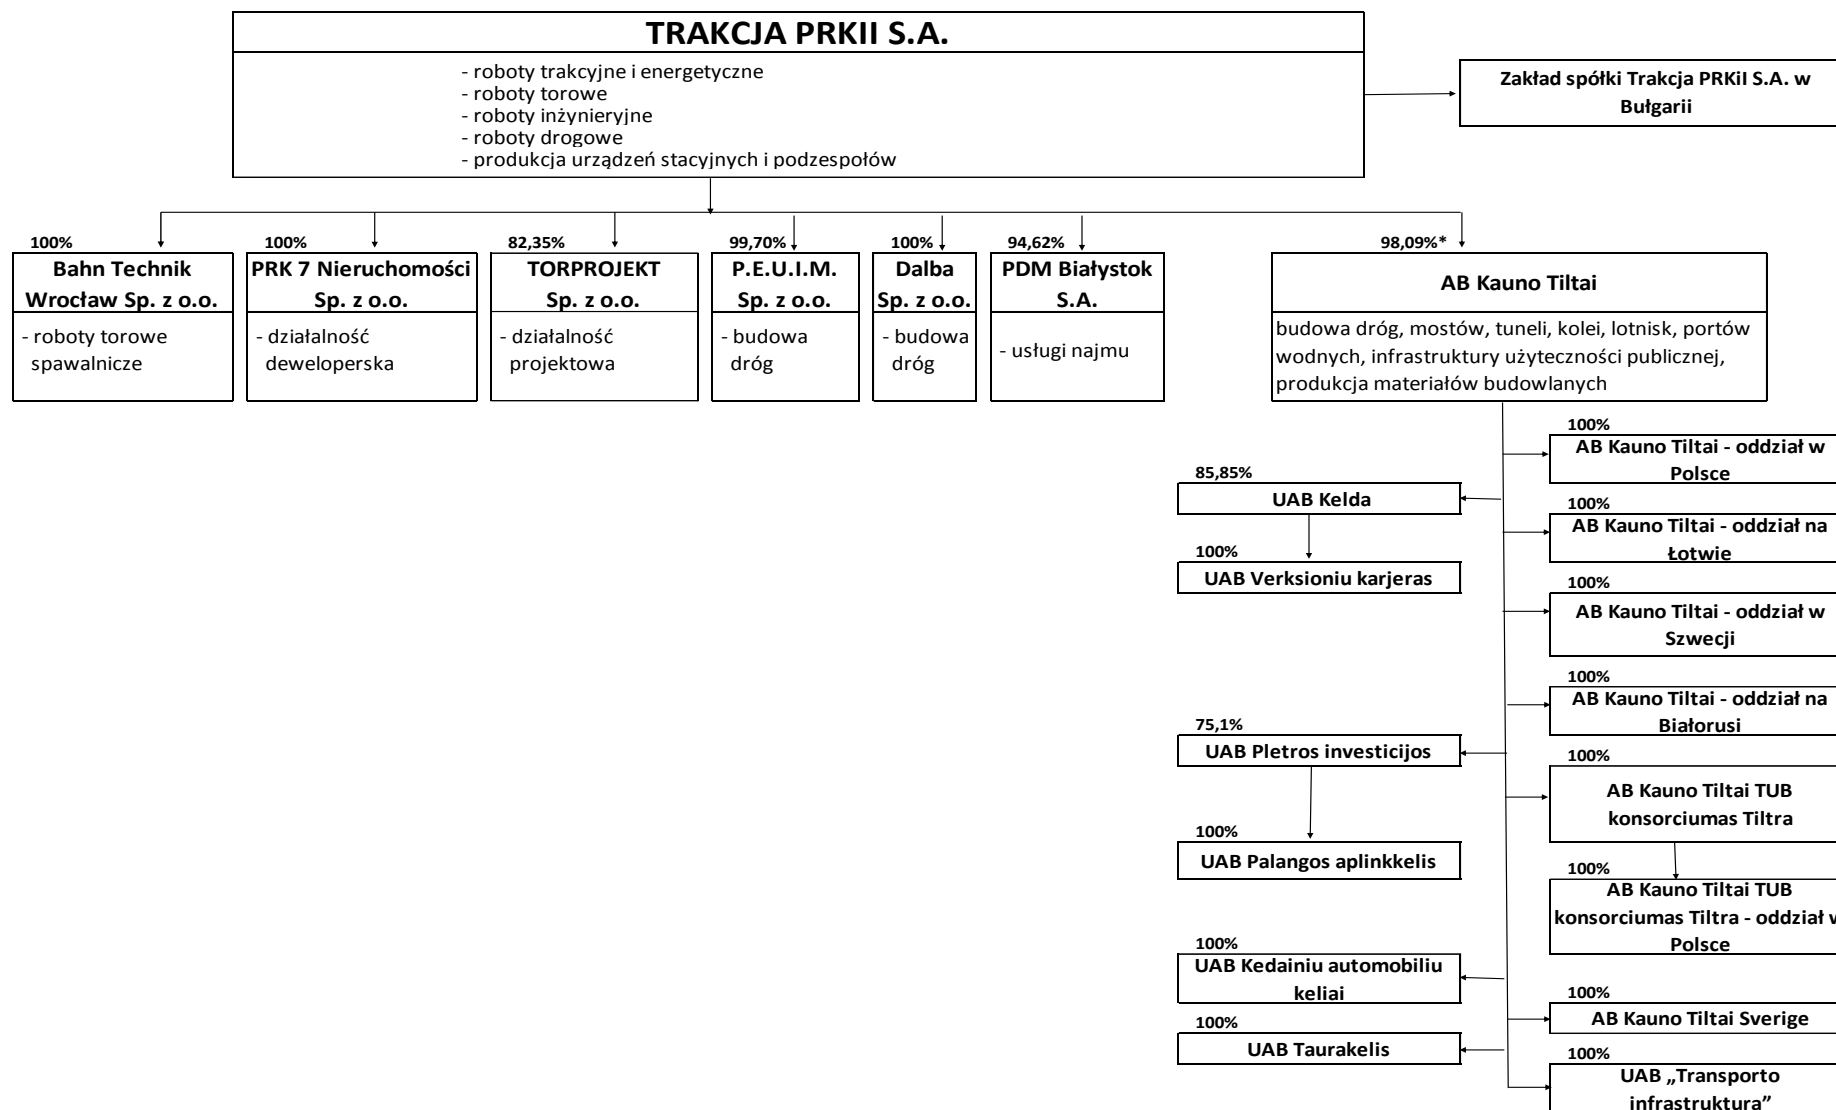 TRAKCJA PRKII S.A.
- roboty trakcyjne i energetyczne
- roboty torowe
- roboty inżynieryjne
- roboty drogowe
- produkcja urządzeń stacyjnych i podzespołów
Zakład spółki Trakcja PRKiI S.A. w
Bułgarii
100%
Bahn Technik
Wrocław Sp. z o.o.
- roboty torowe
spawalnicze
100%
PRK 7 Nieruchomości
Sp. z o.o.
- działalność
deweloperska
82,35%
TORPROJEKT
Sp. z o.o.
- działalność
projektowa
99,70%
P.E.U.I.M.
Sp. z o.o.
- budowa
dróg
100%
Dalba
Sp. z o.o.
- budowa
dróg
94,62%
PDM Białystok
S.A.
- usługi najmu
98,09%*
AB Kauno Tiltai
budowa dróg, mostów, tuneli, kolei, lotnisk, portów
wodnych, infrastruktury użyteczności publicznej,
produkcja materiałów budowlanych
85,85%
UAB Kelda
100%
UAB Verksioniu karjeras
75,1%
UAB Pletros investicijos
100%
UAB Palangos aplinkkelis
100%
UAB Kedainiu automobiliu
keliai
100%
UAB Taurakelis
100%
AB Kauno Tiltai - oddział w
Polsce
100%
AB Kauno Tiltai - oddział na
Łotwie
100%
AB Kauno Tiltai - oddział w
Szwecji
100%
AB Kauno Tiltai - oddział na
Białorusi
100%
AB Kauno Tiltai TUB
konsorciumas Tiltra
100%
AB Kauno Tiltai TUB
konsorciumas Tiltra - oddział w
Polsce
100%
AB Kauno Tiltai Sverige
100%
UAB „Transporto
infrastruktura”